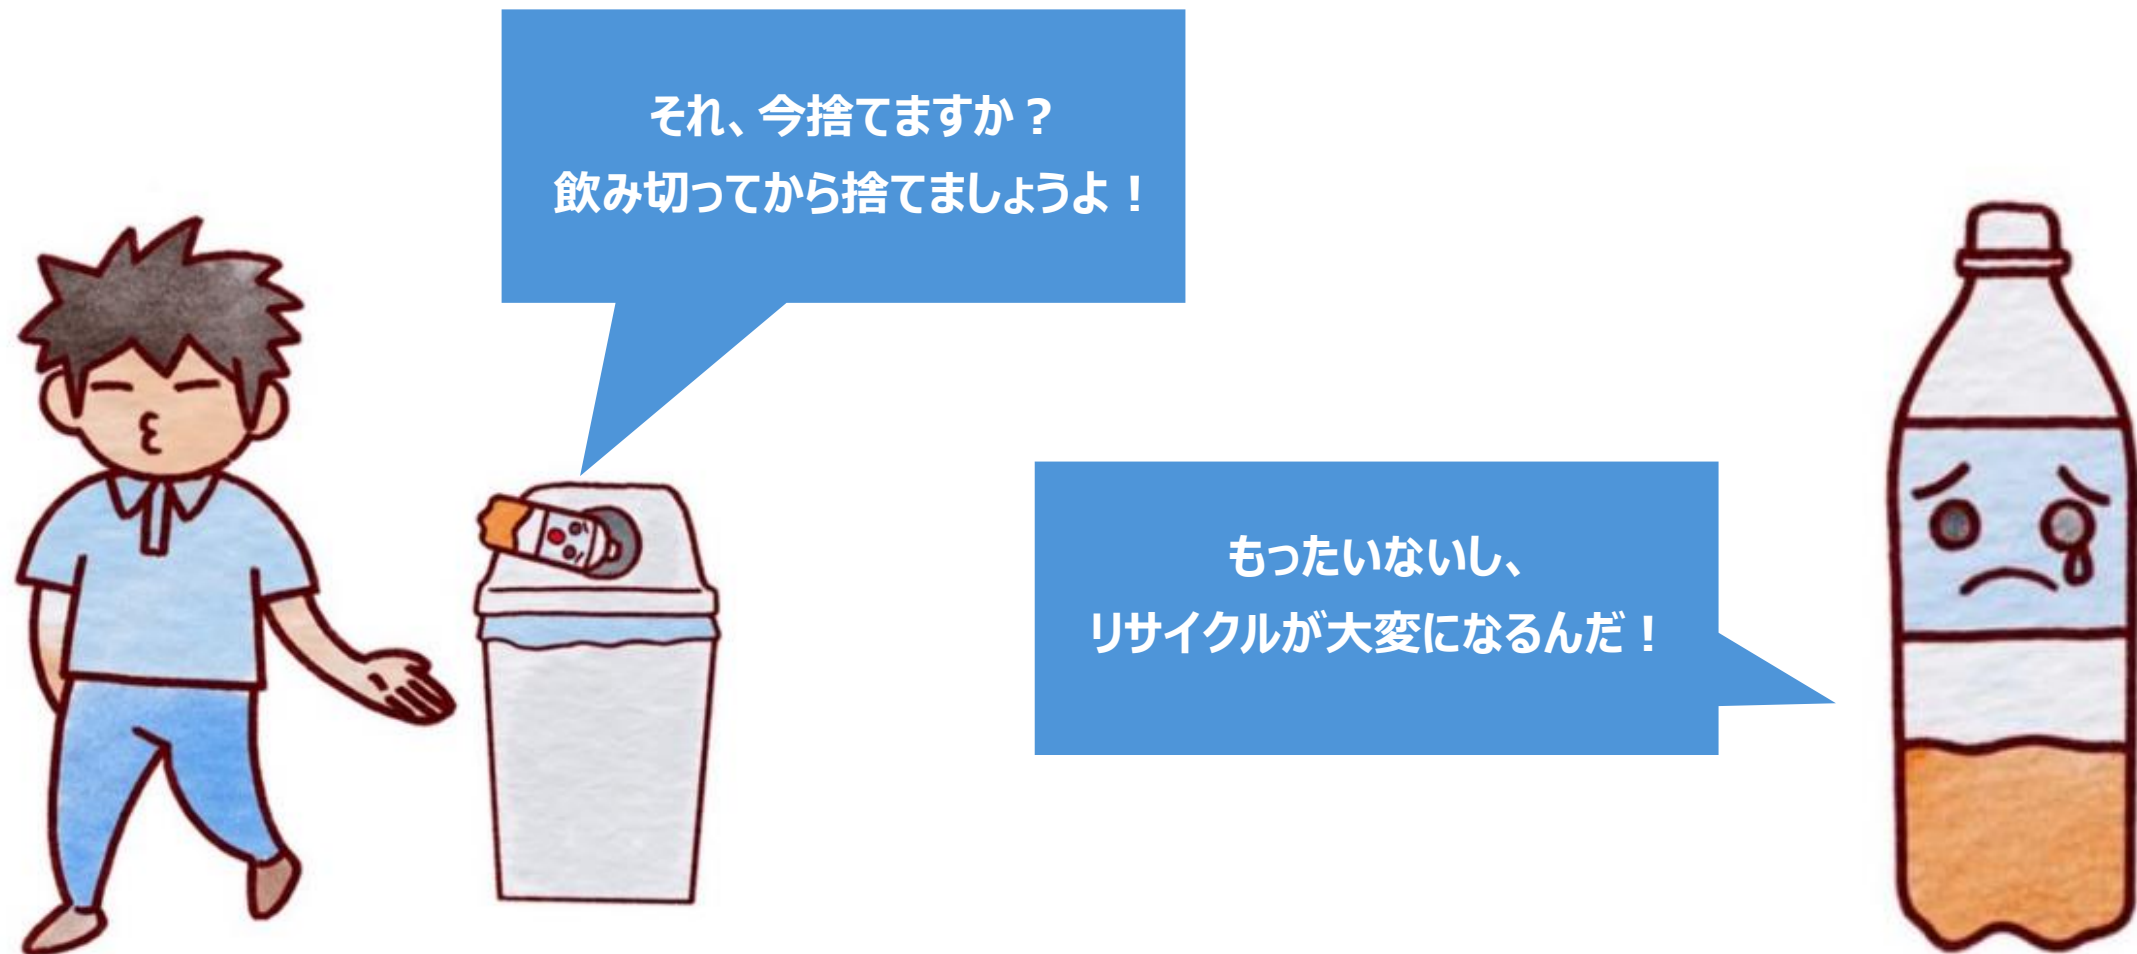 それ、今捨てますか？
飲み切ってから捨てましょうよ！
もったいないし、
リサイクルが大変になるんだ！